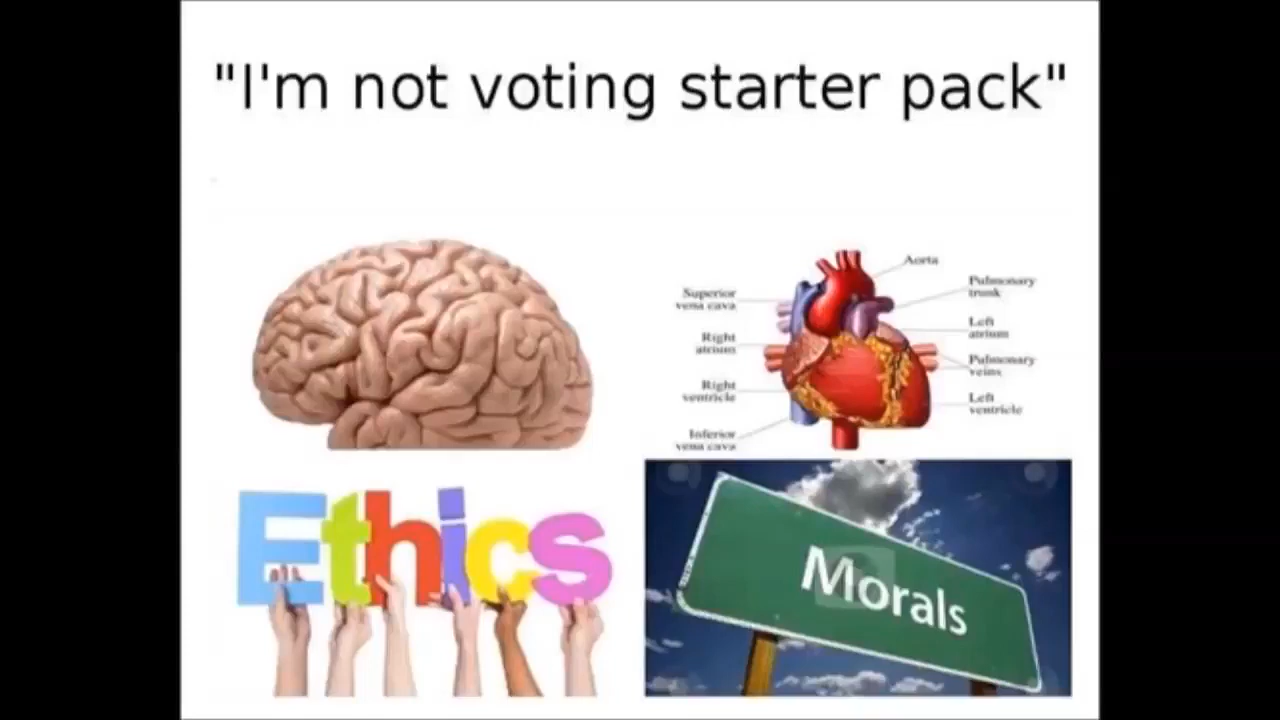 "I'm not voting starter pack"
Aorta
Superior
vena cava
Pulmonary
trunk
Right
atrium
Left
atrium
Pulmonary
veins
Right
ventricle
Left
ventricle
Inferior
vena cava
Ethics
Morals